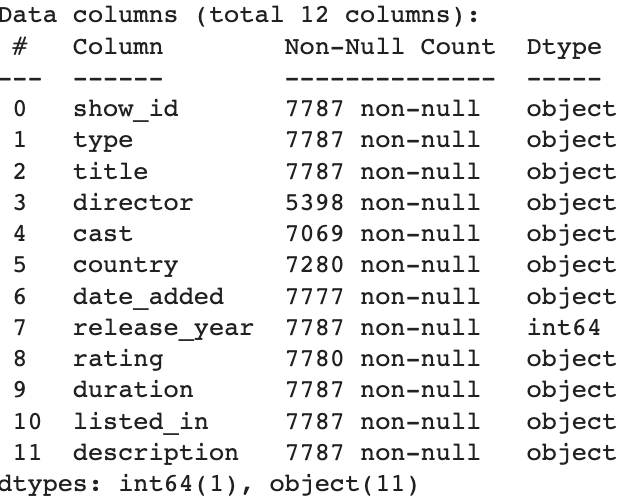 Data columns (total 12 columns):
 #   Column        Non-Null Count  Dtype
---  ------        --------------  -----
 0   show_id       7787 non-null   object
 1   type          7787 non-null   object
 2   title         7787 non-null   object
 3   director      5398 non-null   object
 4   cast          7069 non-null   object
 5   country       7280 non-null   object
 6   date_added    7777 non-null   object
 7   release_year  7787 non-null   int64
 8   rating        7780 non-null   object
 9   duration      7787 non-null   object
 10  listed_in     7787 non-null   object
 11  description   7787 non-null   object
dtypes: int64(1), object(11)